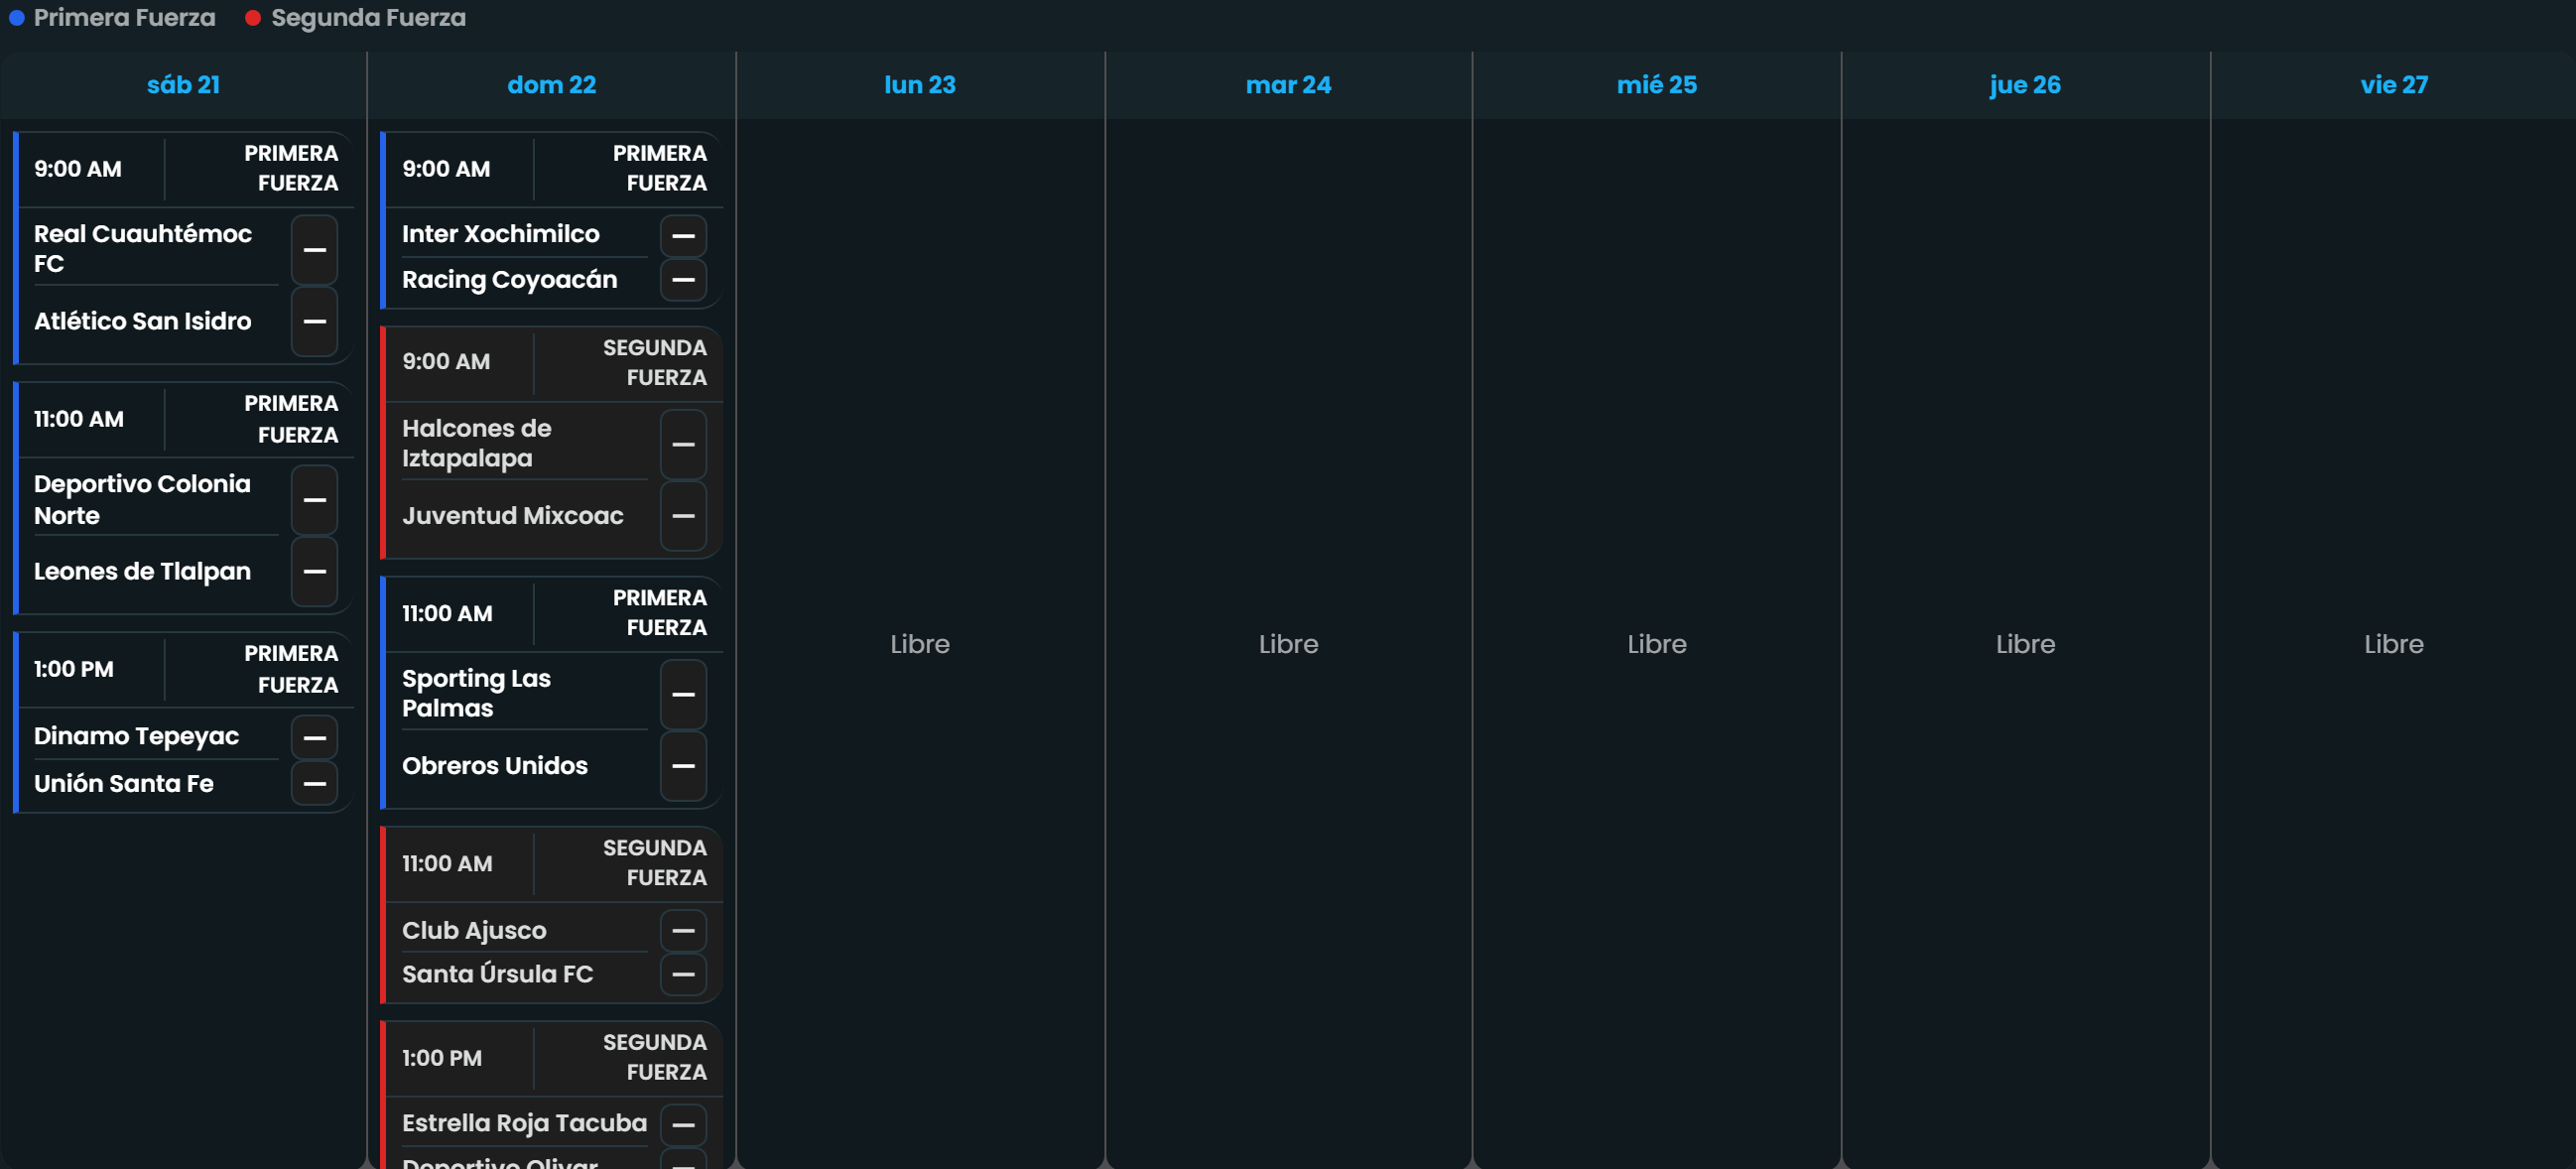 Primera Fuerza
Segunda Fuerza
sáb 21
9:00 AM
PRIMERA
FUERZA
Real Cuauhtémoc
FC
—
Atlético San Isidro
—
11:00 AM
PRIMERA
FUERZA
Deportivo Colonia
Norte
—
Leones de Tlalpan
—
1:00 PM
PRIMERA
FUERZA
Dinamo Tepeyac
—
Unión Santa Fe
—
dom 22
9:00 AM
PRIMERA
FUERZA
Inter Xochimilco
—
Racing Coyoacán
—
9:00 AM
SEGUNDA
FUERZA
Halcones de
Iztapalapa
—
Juventud Mixcoac
—
11:00 AM
PRIMERA
FUERZA
Sporting Las
Palmas
—
Obreros Unidos
—
11:00 AM
SEGUNDA
FUERZA
Club Ajusco
—
Santa Úrsula FC
—
1:00 PM
SEGUNDA
FUERZA
Estrella Roja Tacuba
—
Deportivo Olivar
—
lun 23
Libre
mar 24
Libre
mié 25
Libre
jue 26
Libre
vie 27
Libre